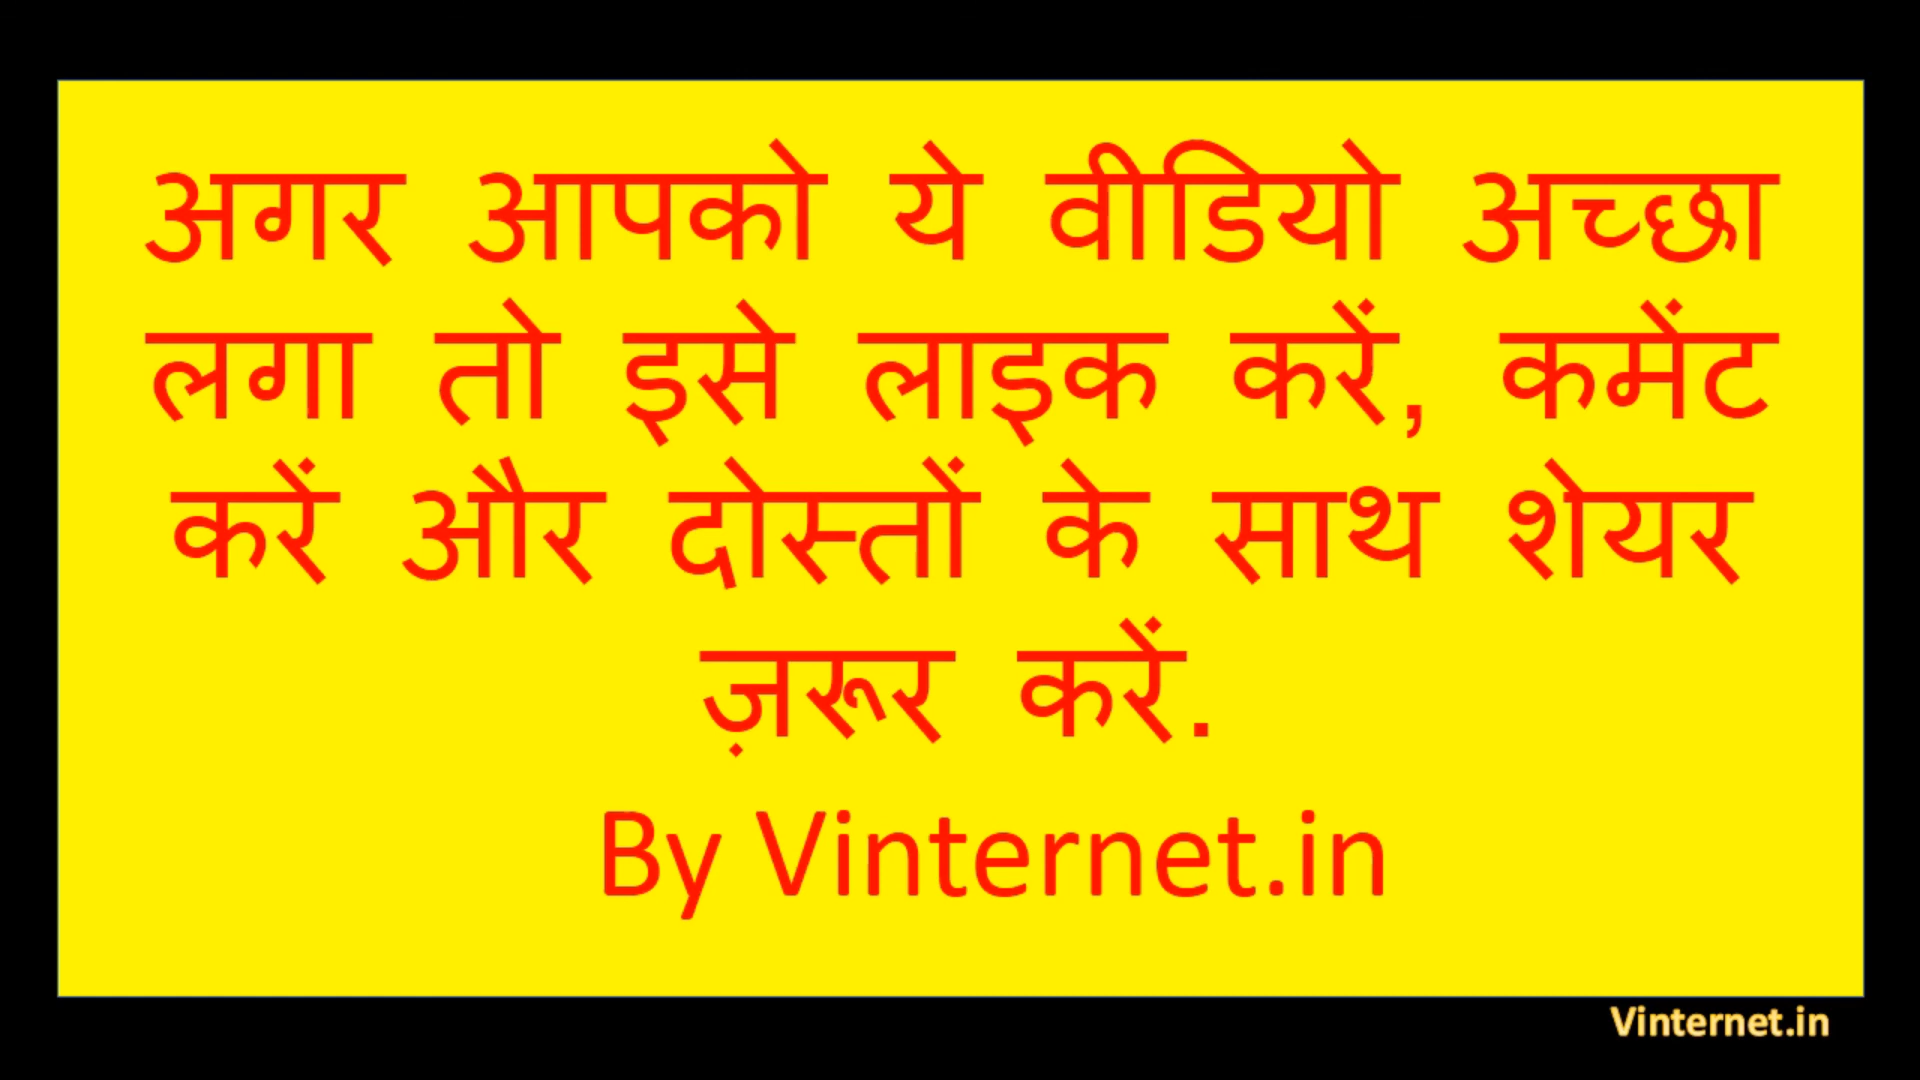 अगर आपको ये वीडियो अच्छा
लगा तो इसे लाइक करें, कमेंट
करें और दोस्तों के साथ शेयर
ज़रूर करें.
By Vinternet.in
Vinternet.in